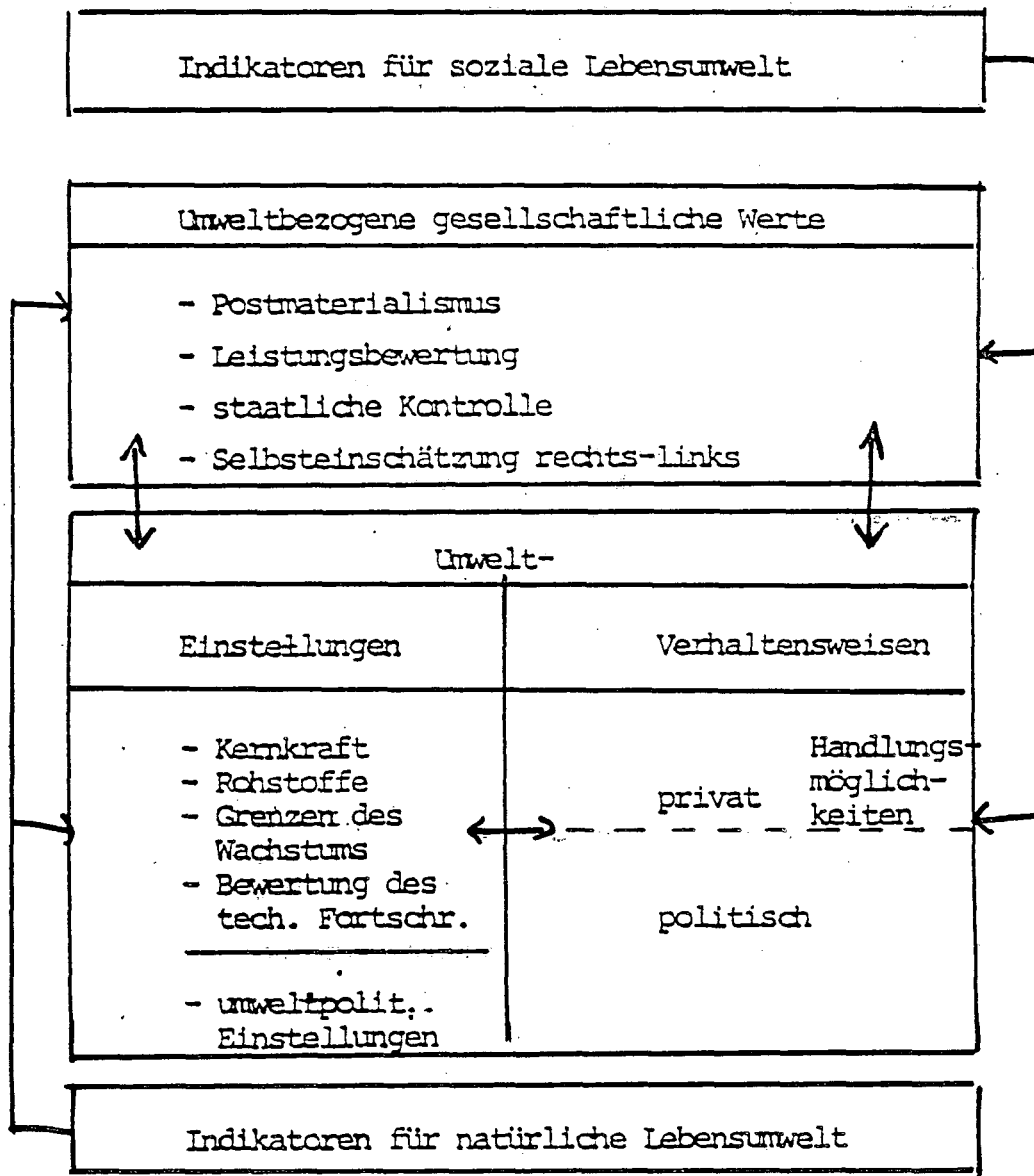 Indikatoren für soziale Lebensumwelt
Umweltbezogene gesellschaftliche Werte
- Postmaterialismus
- Leistungsbewertung
- staatliche Kontrolle
- Selbsteinschätzung rechts-links
Umwelt-
Einstellungen
- Kernkraft
- Rohstoffe
- Grenzen des
Wachstums
- Bewertung des
tech. Fortschr.
- umweltpolit.
Einstellungen
Verhaltensweisen
privat
Handlungs-
möglich-
keiten
politisch
Indikatoren für natürliche Lebensumwelt